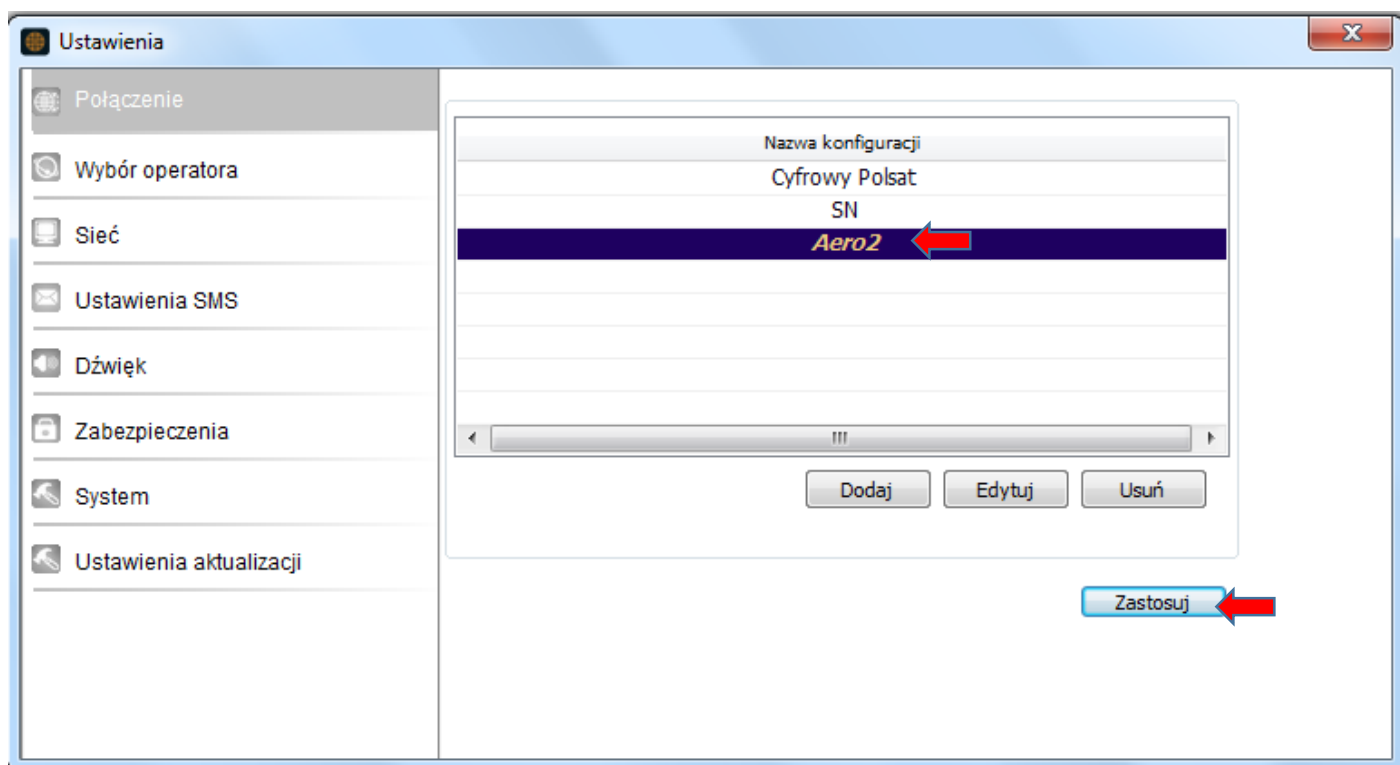 Ustawienia
Połączenie
Wybór operatora
Sieć
Ustawienia SMS
Dźwięk
Zabezpieczenia
System
Ustawienia aktualizacji
Nazwa konfiguracji
Cyfrowy Polsat
SN
Aero2
Dodaj Edytuj Usuń
Zastosuj